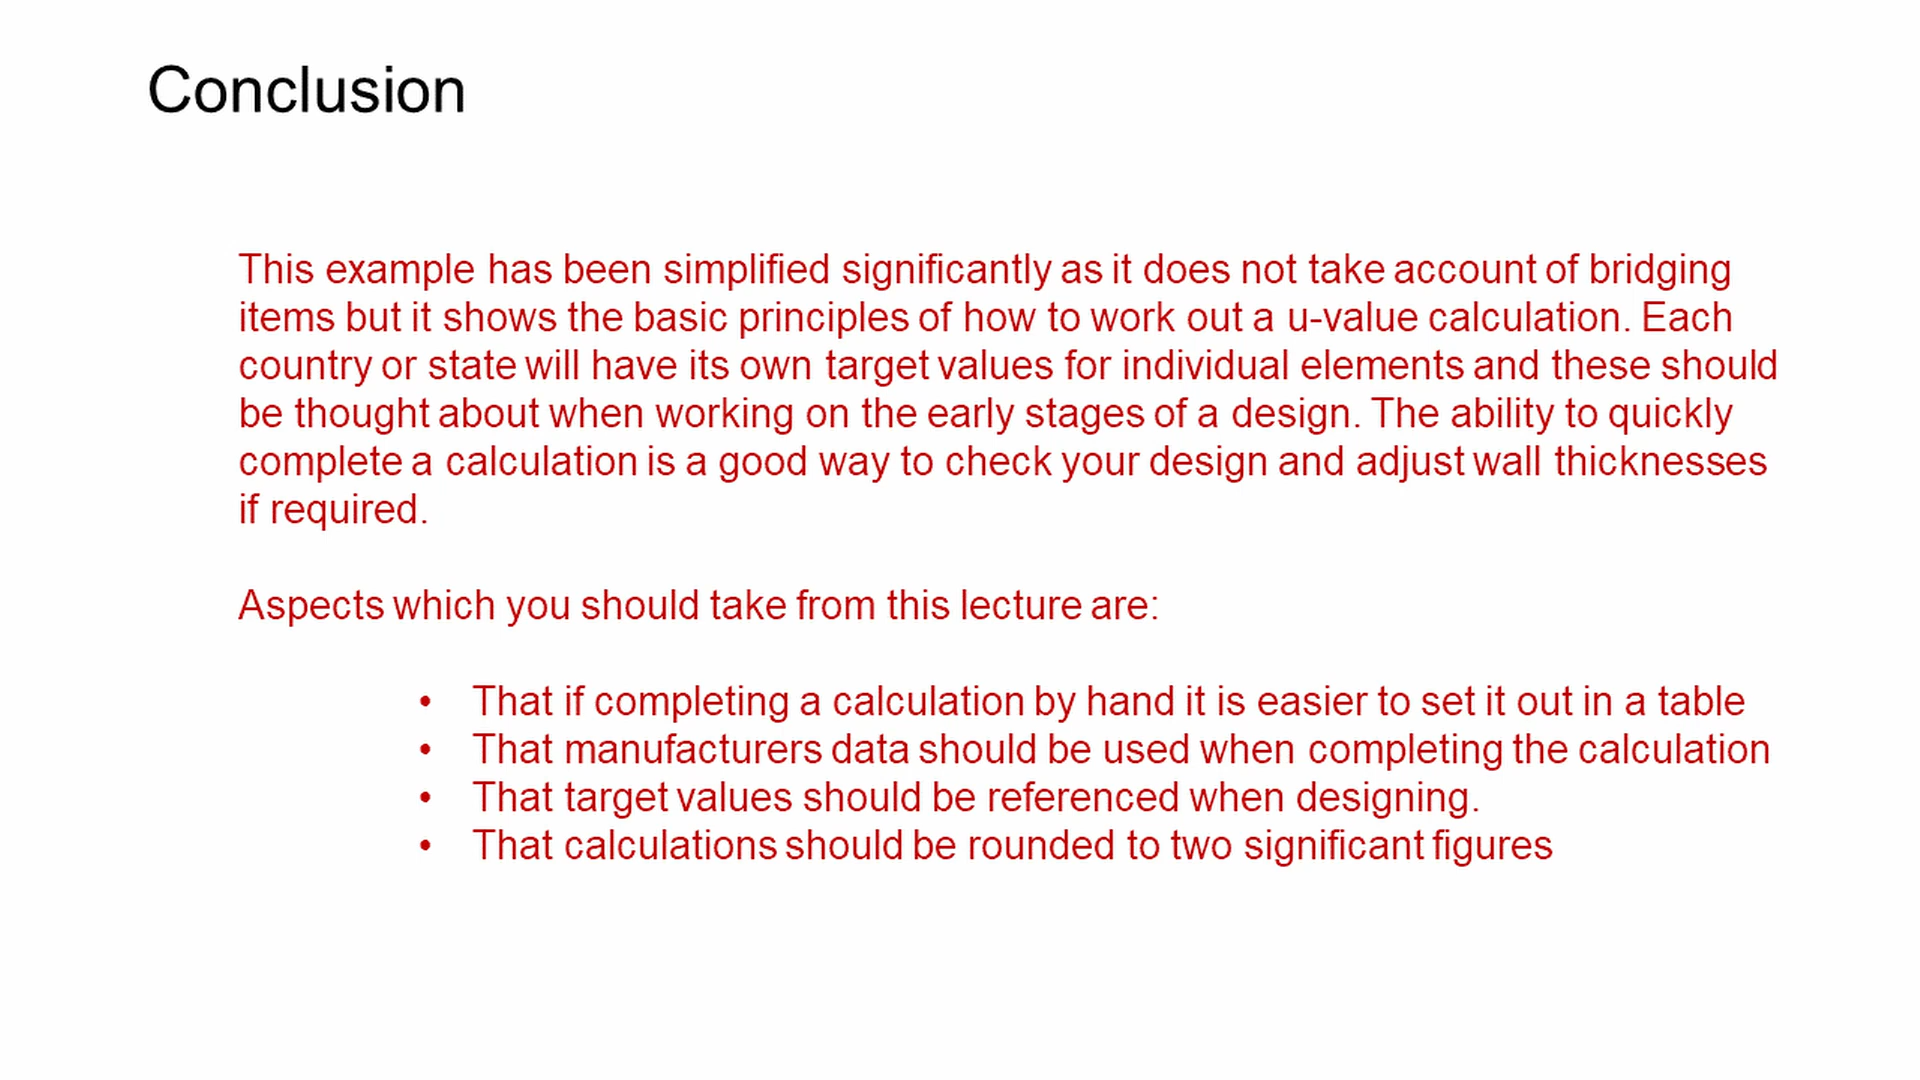 Conclusion
This example has been simplified significantly as it does not take account of bridging
items but it shows the basic principles of how to work out a u-value calculation. Each
country or state will have its own target values for individual elements and these should
be thought about when working on the early stages of a design. The ability to quickly
complete a calculation is a good way to check your design and adjust wall thicknesses
if required.
Aspects which you should take from this lecture are:
• That if completing a calculation by hand it is easier to set it out in a table
• That manufacturers data should be used when completing the calculation
• That target values should be referenced when designing.
• That calculations should be rounded to two significant figures